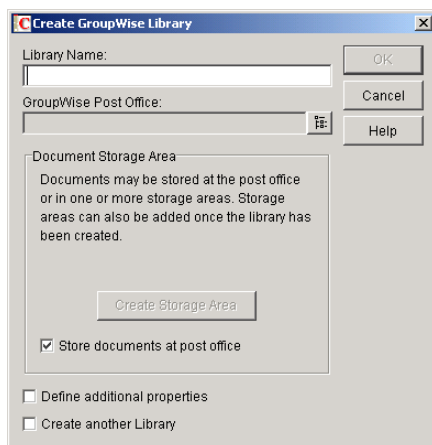 Create GroupWise Library
Library Name:
OK
Cancel
GroupWise Post Office:
Help
Document Storage Area
Documents may be stored at the post office
or in one or more storage areas. Storage
areas can also be added once the library has
been created.
Create Storage Area
Store documents at post office
Define additional properties
Create another Library